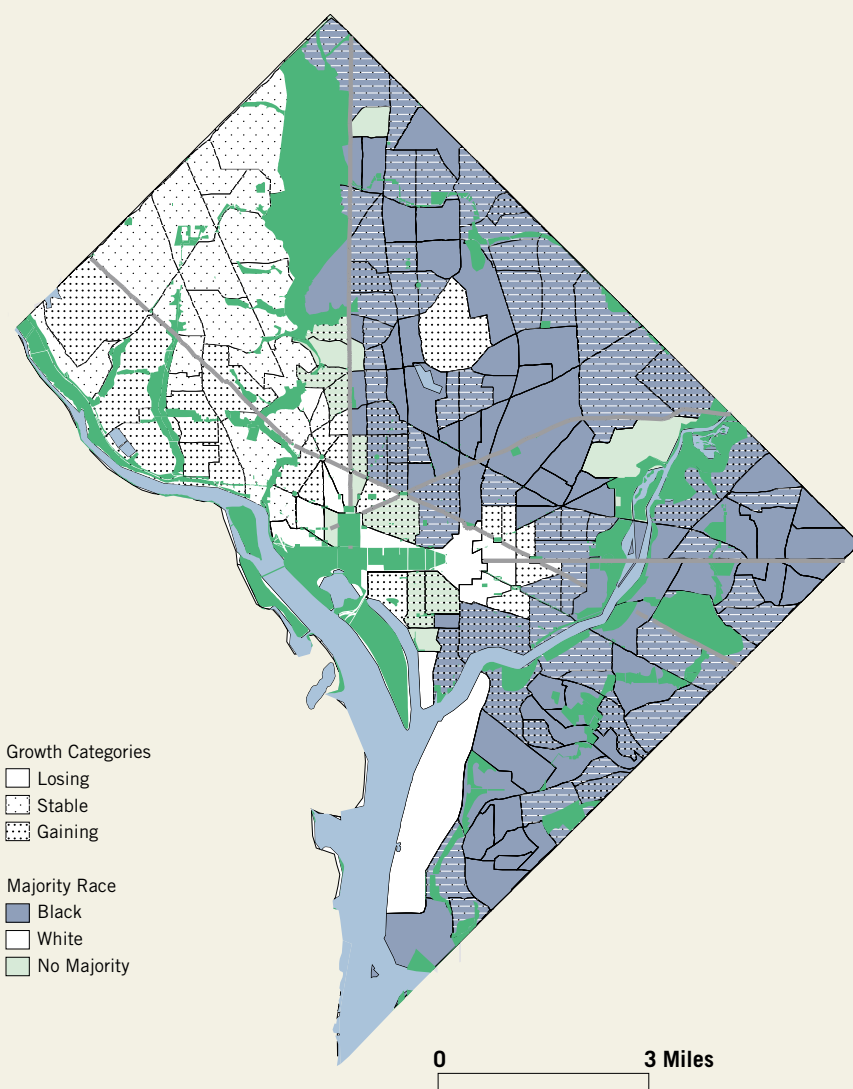 Growth Categories
Losing
Stable
Gaining
Majority Race
Black
White
No Majority
0 3 Miles